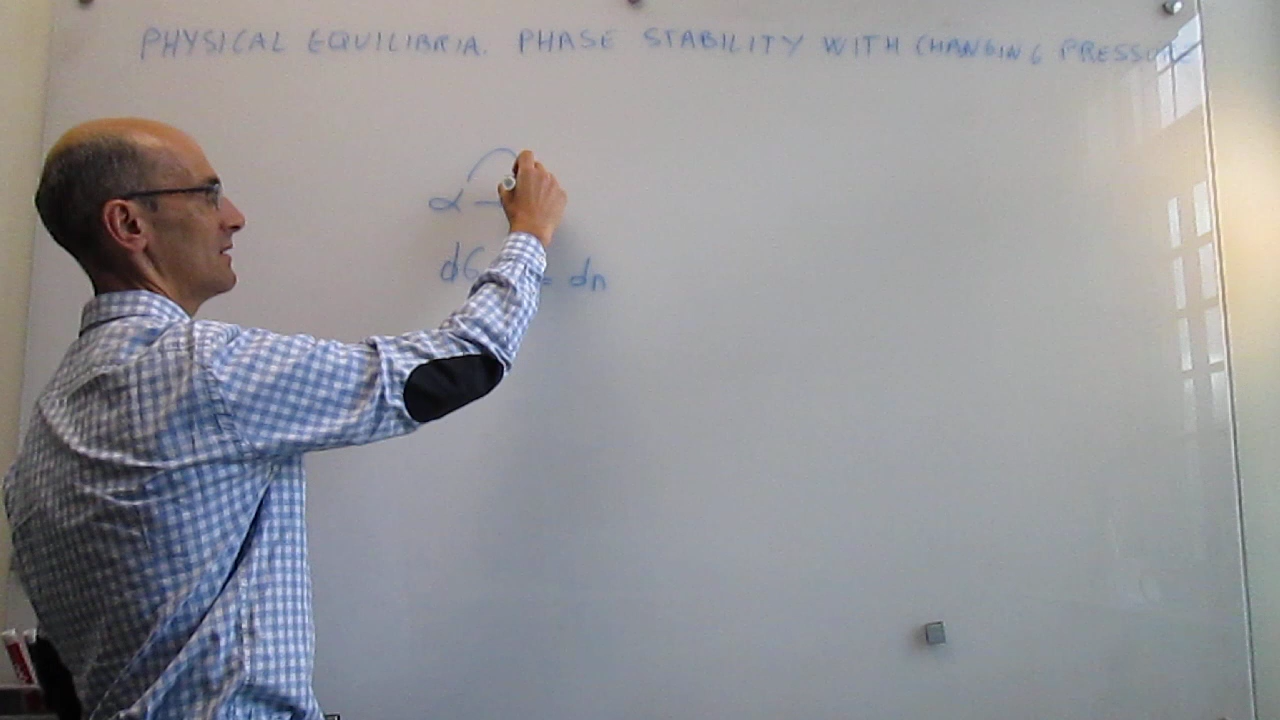 PHYSICAL EQUILIBRIA. PHASE STABILITY WITH CHANGING PRESSURE
α –
dG = dn